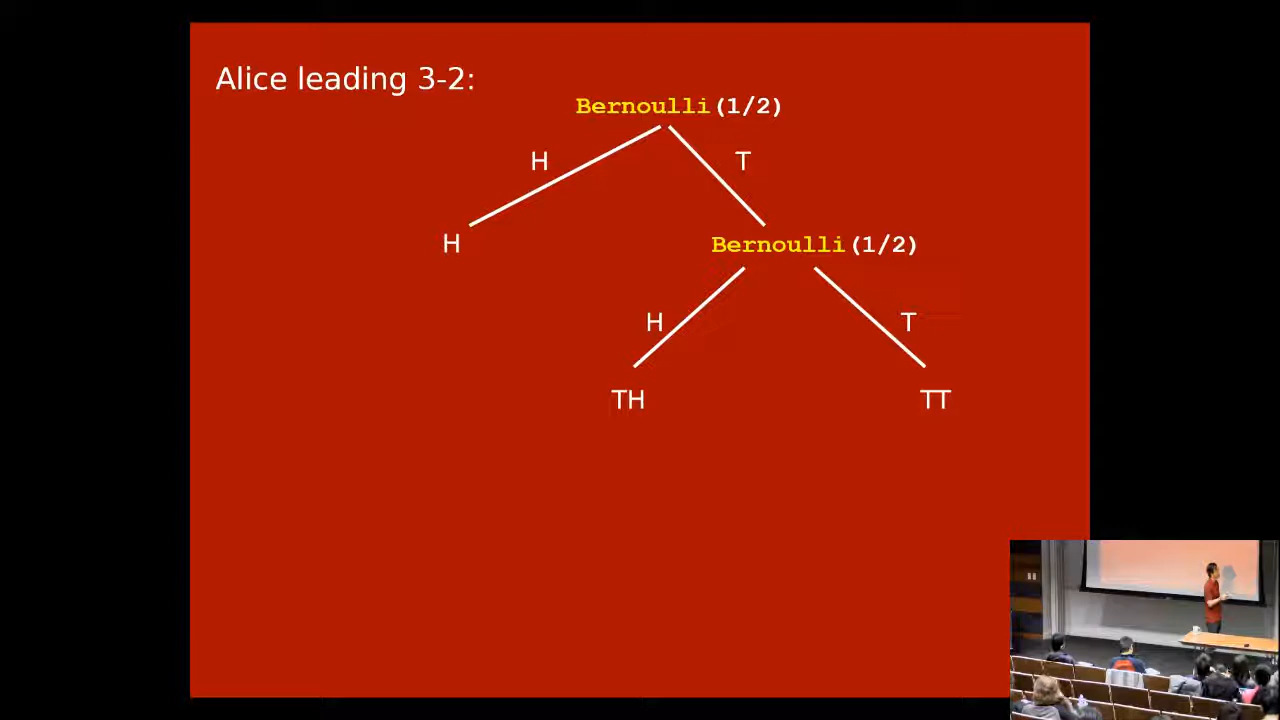 Alice leading 3-2:
Bernoulli(1/2)
H T
H
Bernoulli(1/2)
H T
TH TT